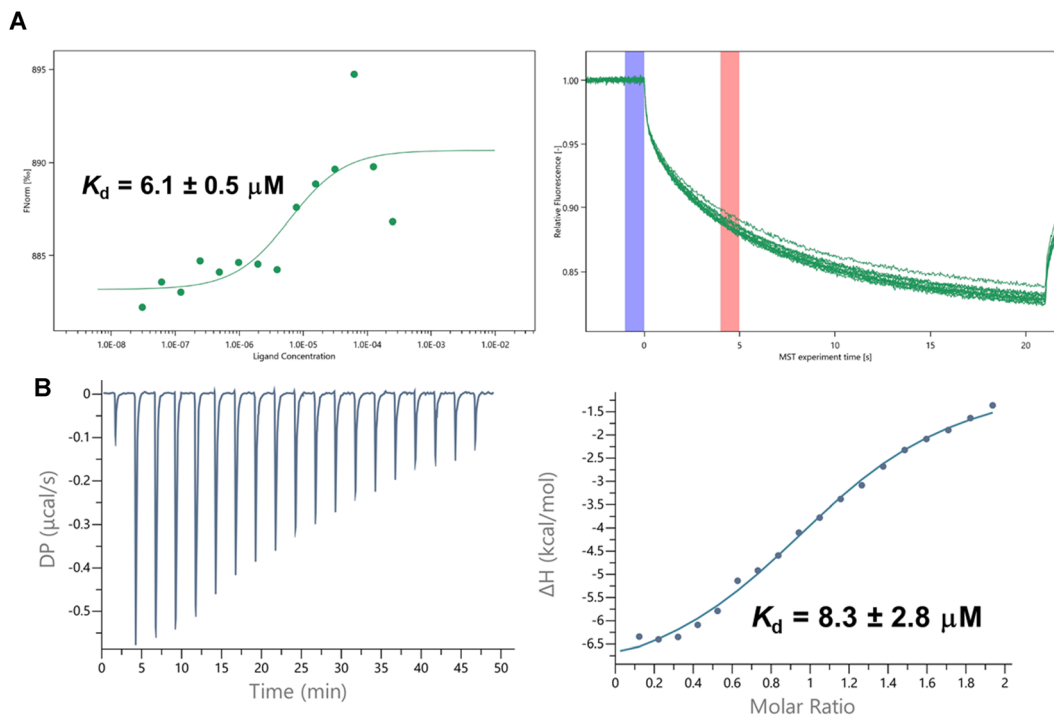 A
895
890
885
FNorm [‰]
K_d = 6.1 ± 0.5 μM
1.0E-08 1.0E-07 1.0E-06 1.0E-05 1.0E-04 1.0E-03 1.0E-02
Ligand Concentration
1.00
0.95
0.90
0.85
Relative Fluorescence [-]
0 5 10 15 20
MST experiment time [s]
B
0
-0.1
-0.2
-0.3
-0.4
-0.5
DP (μcal/s)
0 5 10 15 20 25 30 35 40 45 50
Time (min)
-1.5
-2
-2.5
-3
-3.5
-4
-4.5
-5
-5.5
-6
-6.5
ΔH (kcal/mol)
K_d = 8.3 ± 2.8 μM
0 0.2 0.4 0.6 0.8 1 1.2 1.4 1.6 1.8 2
Molar Ratio